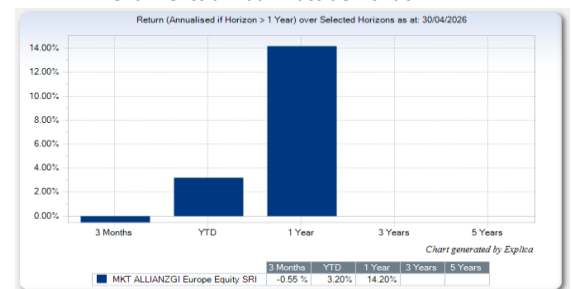 Return (Annualised if Horizon > 1 Year) over Selected Horizons as at: 30/04/2026
14.00%
12.00%
10.00%
8.00%
6.00%
4.00%
2.00%
0.00%
3 Months YTD 1 Year 3 Years 5 Years
Chart generated by Explica
3 Months YTD 1 Year 3 Years 5 Years
MKT ALLIANZGI Europe Equity SRI -0.55 % 3.20% 14.20%